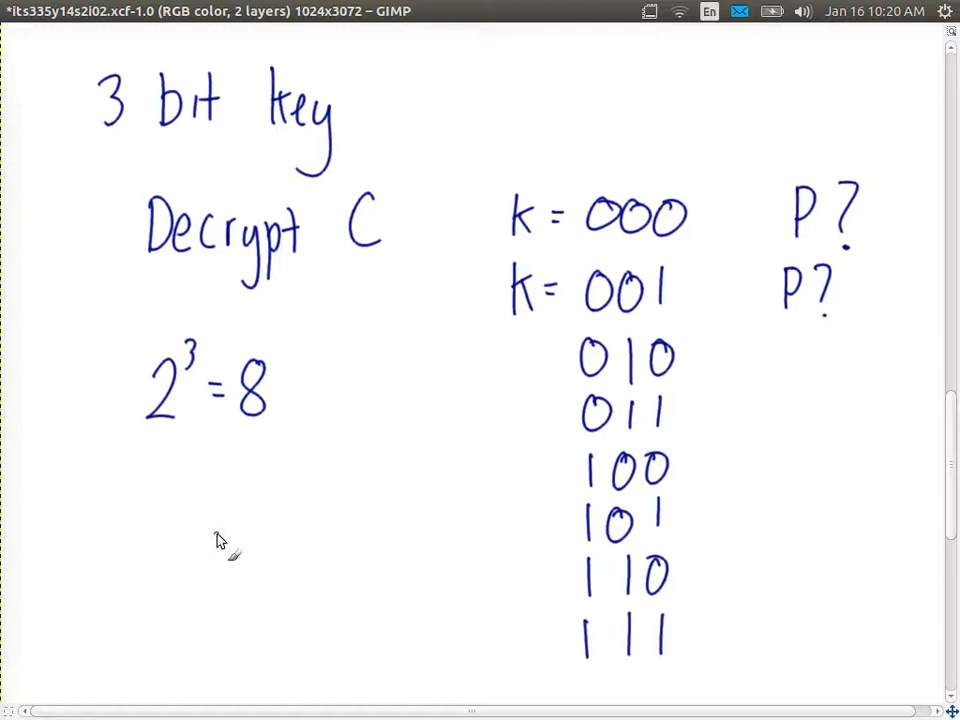 *its335y14s2i02.xcf-1.0 (RGB color, 2 layers) 1024x3072 – GIMP En Jan 16 10:20 AM
3 bit key
Decrypt C k = 000 P?
k = 001 P?
010
2³ = 8
011
100
101
110
111